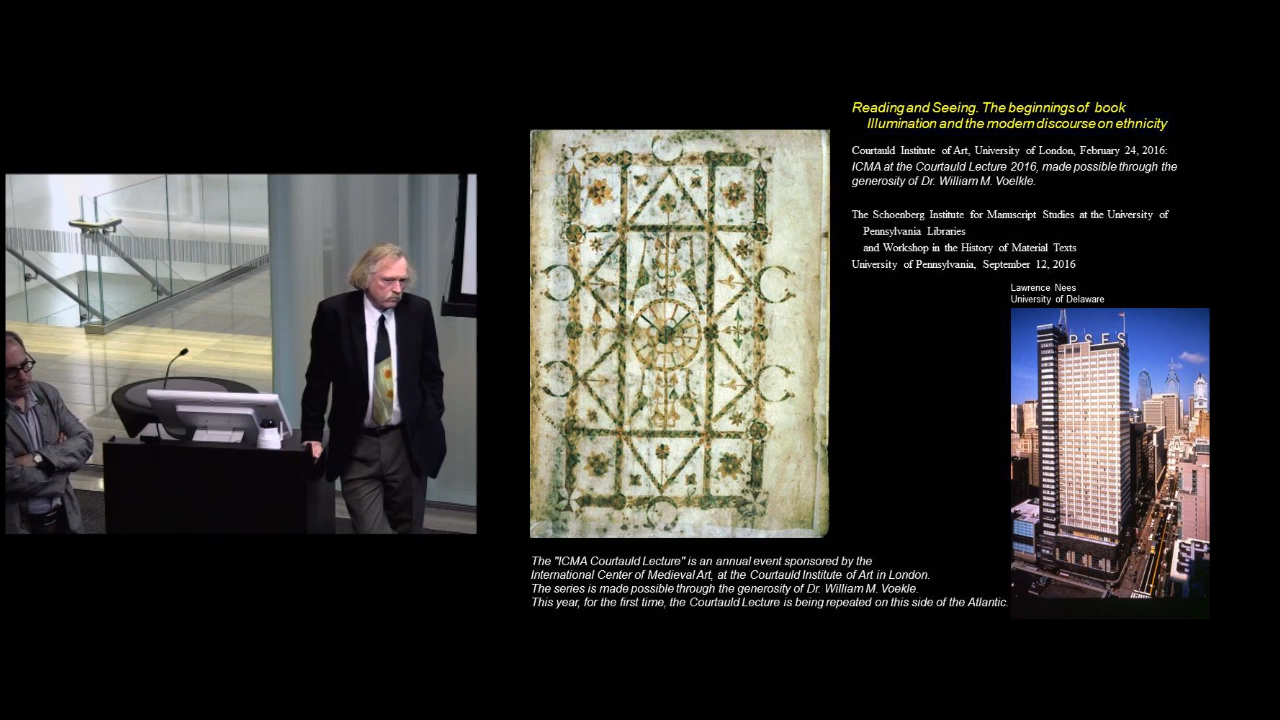 Reading and Seeing. The beginnings of book
Illumination and the modern discourse on ethnicity
Courtauld Institute of Art, University of London, February 24, 2016:
ICMA at the Courtauld Lecture 2016, made possible through the
generosity of Dr. William M. Voelkle.
The Schoenberg Institute for Manuscript Studies at the University of
Pennsylvania Libraries
and Workshop in the History of Material Texts
University of Pennsylvania, September 12, 2016
Lawrence Nees
University of Delaware
PSFS
The "ICMA Courtauld Lecture" is an annual event sponsored by the
International Center of Medieval Art, at the Courtauld Institute of Art in London.
The series is made possible through the generosity of Dr. William M. Voekle.
This year, for the first time, the Courtauld Lecture is being repeated on this side of the Atlantic.